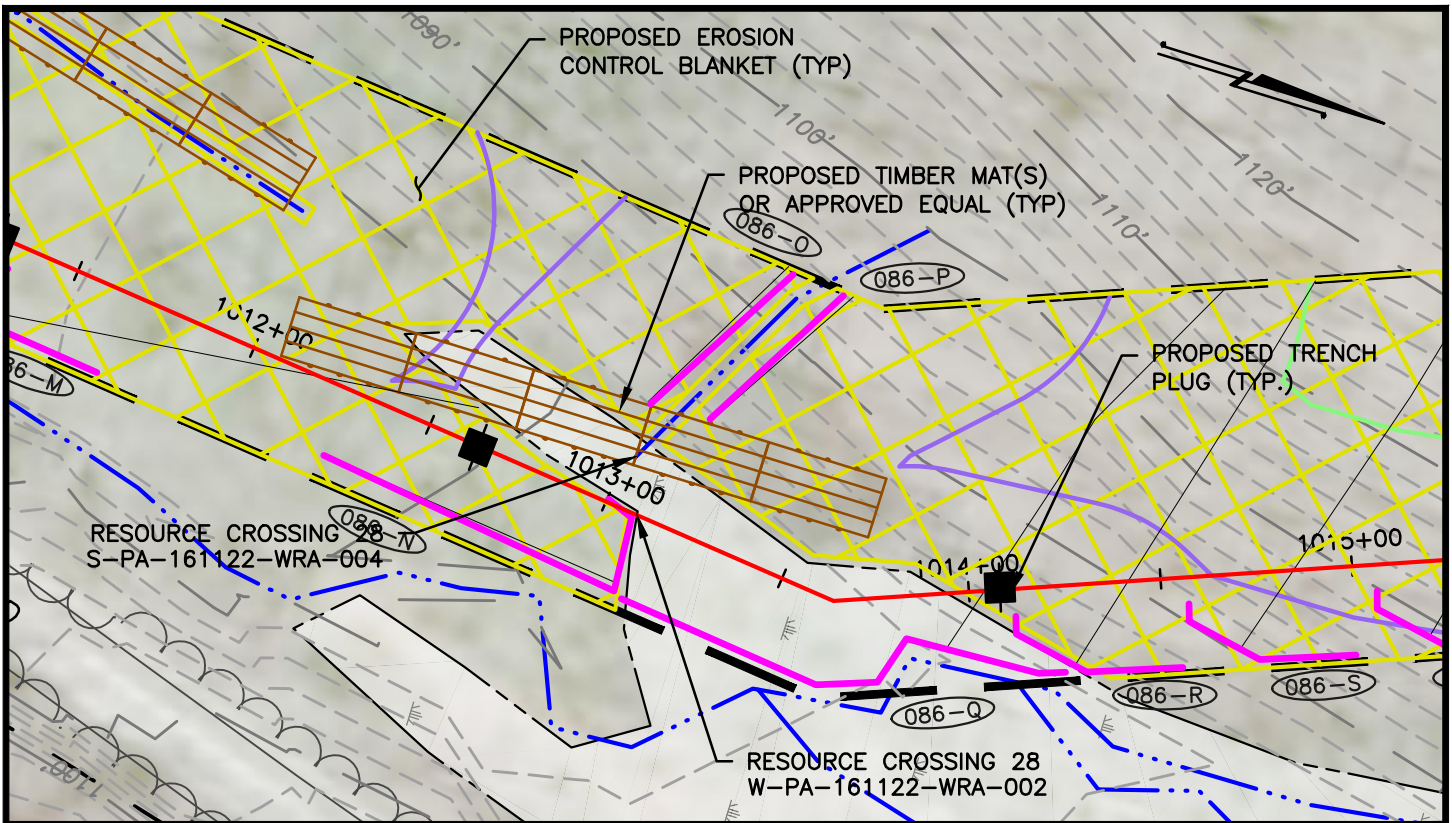 1090'
PROPOSED EROSION
CONTROL BLANKET (TYP)
1100'
1120'
PROPOSED TIMBER MAT(S)
OR APPROVED EQUAL (TYP)
1110'
086-O
086-P
1012+00
PROPOSED TRENCH
PLUG (TYP.)
86-M
1013+00
086-N
RESOURCE CROSSING 28
S-PA-161122-WRA-004
1014+00
1015+00
086-R
086-S
086-Q
RESOURCE CROSSING 28
W-PA-161122-WRA-002